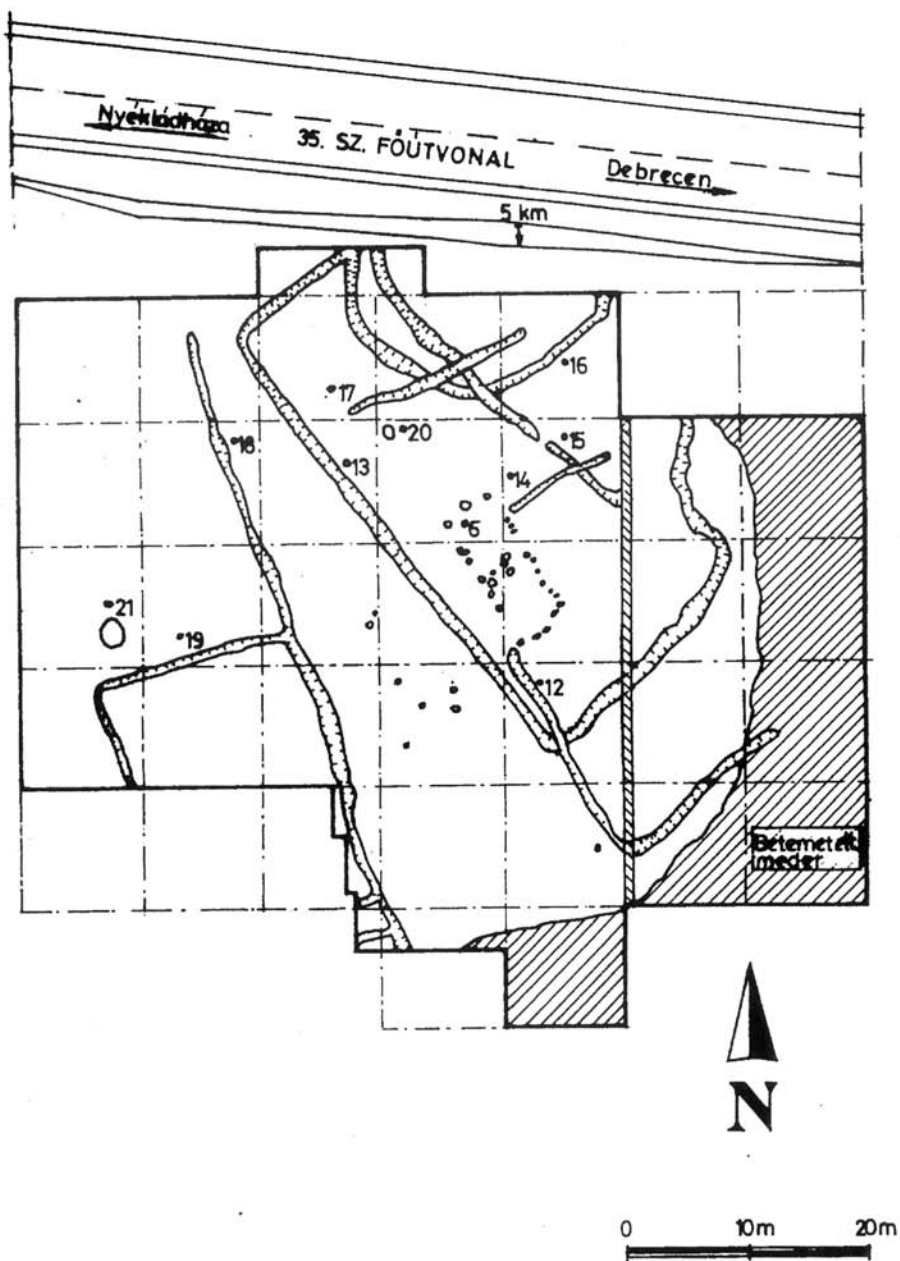 Nyékládháza
35. SZ. FŐÚTVONAL
Debrecen
5 km
16
17
20
18
13
15
14
6
21
19
12
Betemetett
meder
N
0 10m 20m